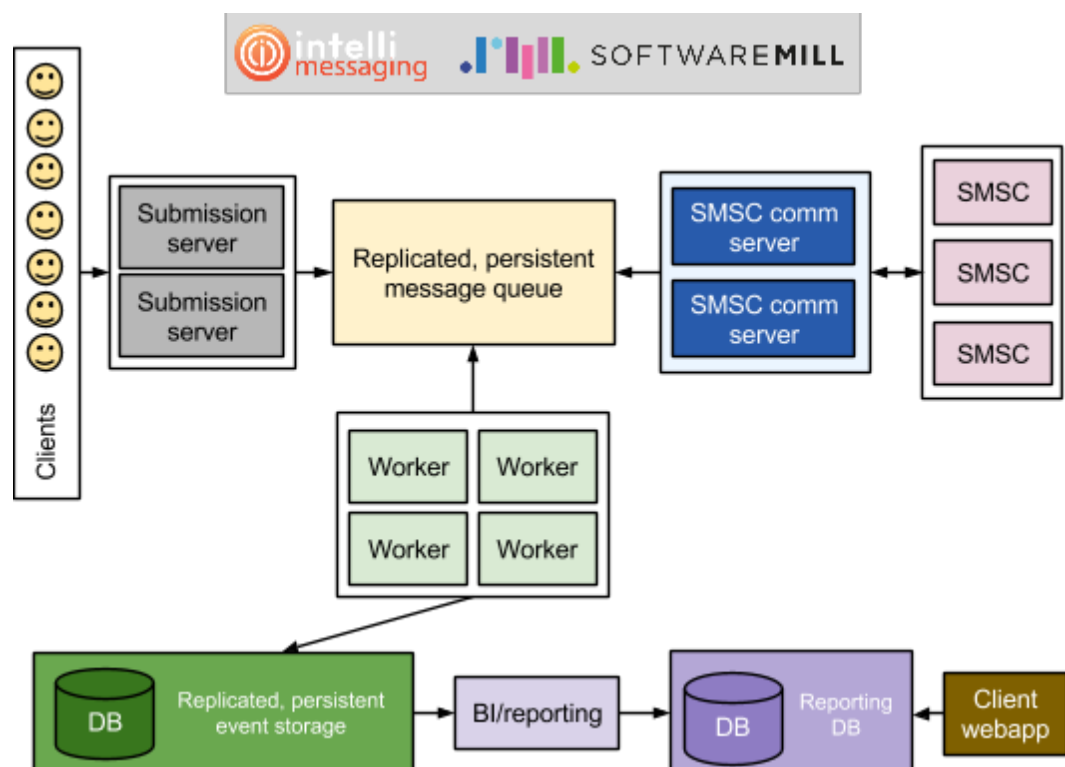 intelli
messaging
SOFTWAREMILL
Clients
Submission
server
Submission
server
Replicated, persistent
message queue
SMSC comm
server
SMSC comm
server
SMSC
SMSC
SMSC
Worker
Worker
Worker
Worker
DB
Replicated, persistent
event storage
BI/reporting
DB
Reporting
DB
Client
webapp